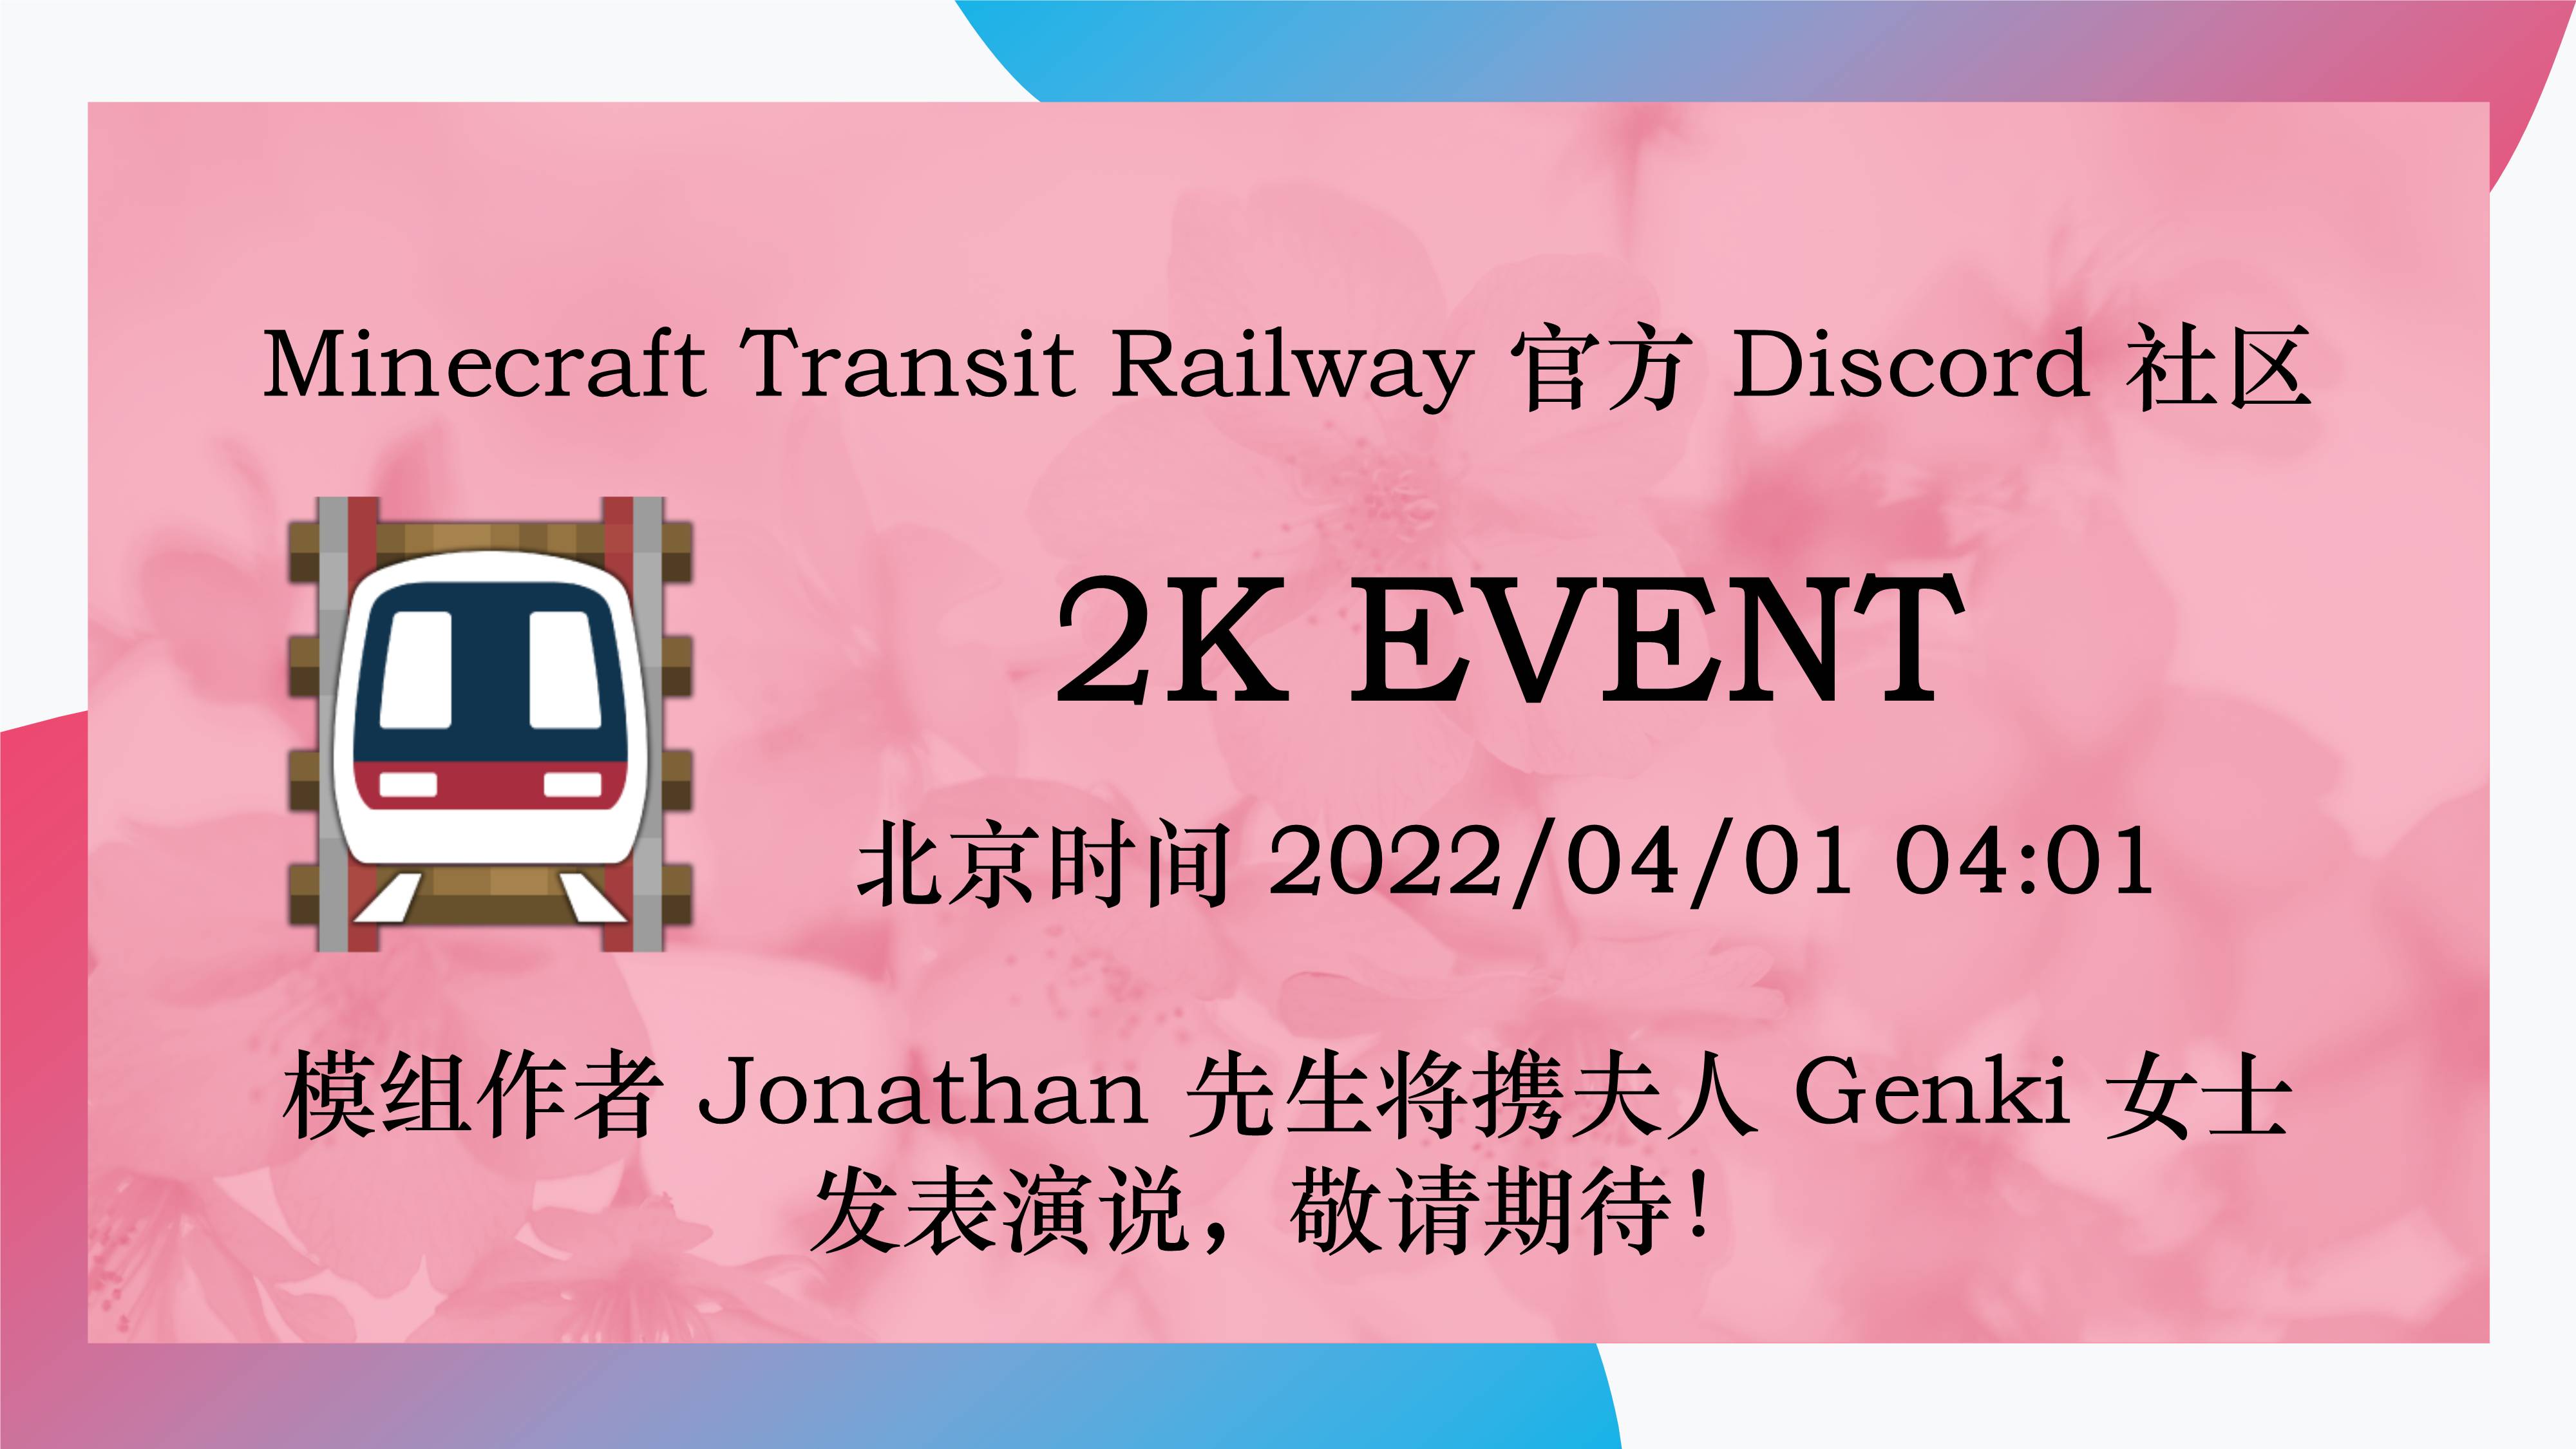 Minecraft Transit Railway 官方 Discord 社区
2K EVENT
北京时间 2022/04/01 04:01
模组作者 Jonathan 先生将携夫人 Genki 女士
发表演说，敬请期待！